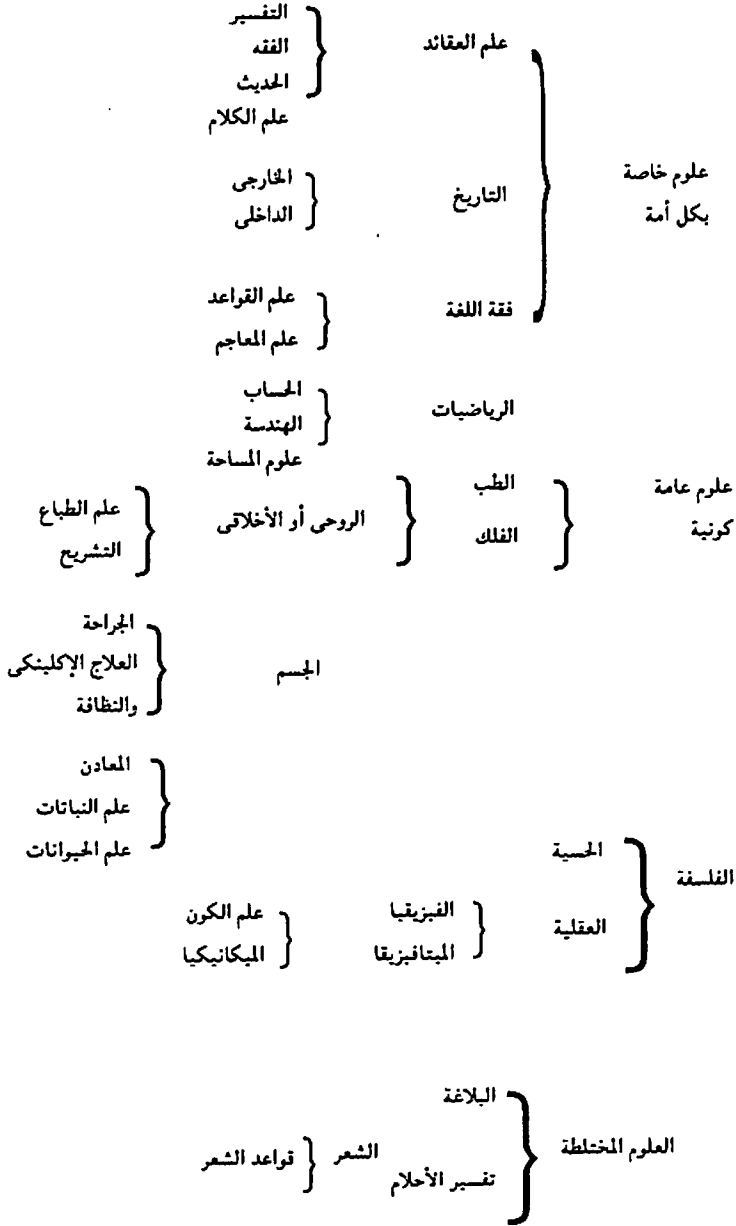 التفسير
علم العقائد
الفقه
الحديث
علم الكلام
علوم خاصة
بكل أمة
الخارجى
التاريخ
الداخلى
علم القواعد
فقة اللغة
علم المعاجم
الحساب
الرياضيات
الهندسة
علوم المساحة
علوم عامة
كونية
الطب
الفلك
الروحى أو الأخلاقى
علم الطباع
التشريح
الجسم
الجراحة
العلاج الإكلينكى
والنظافة
المعادن
علم النباتات
علم الحيوانات
الفلسفة
الحسية
العقلية
الفيزيقيا
الميتافيزيقا
علم الكون
الميكانيكيا
العلوم المختلطة
البلاغة
تفسير الأحلام
الشعر
قواعد الشعر